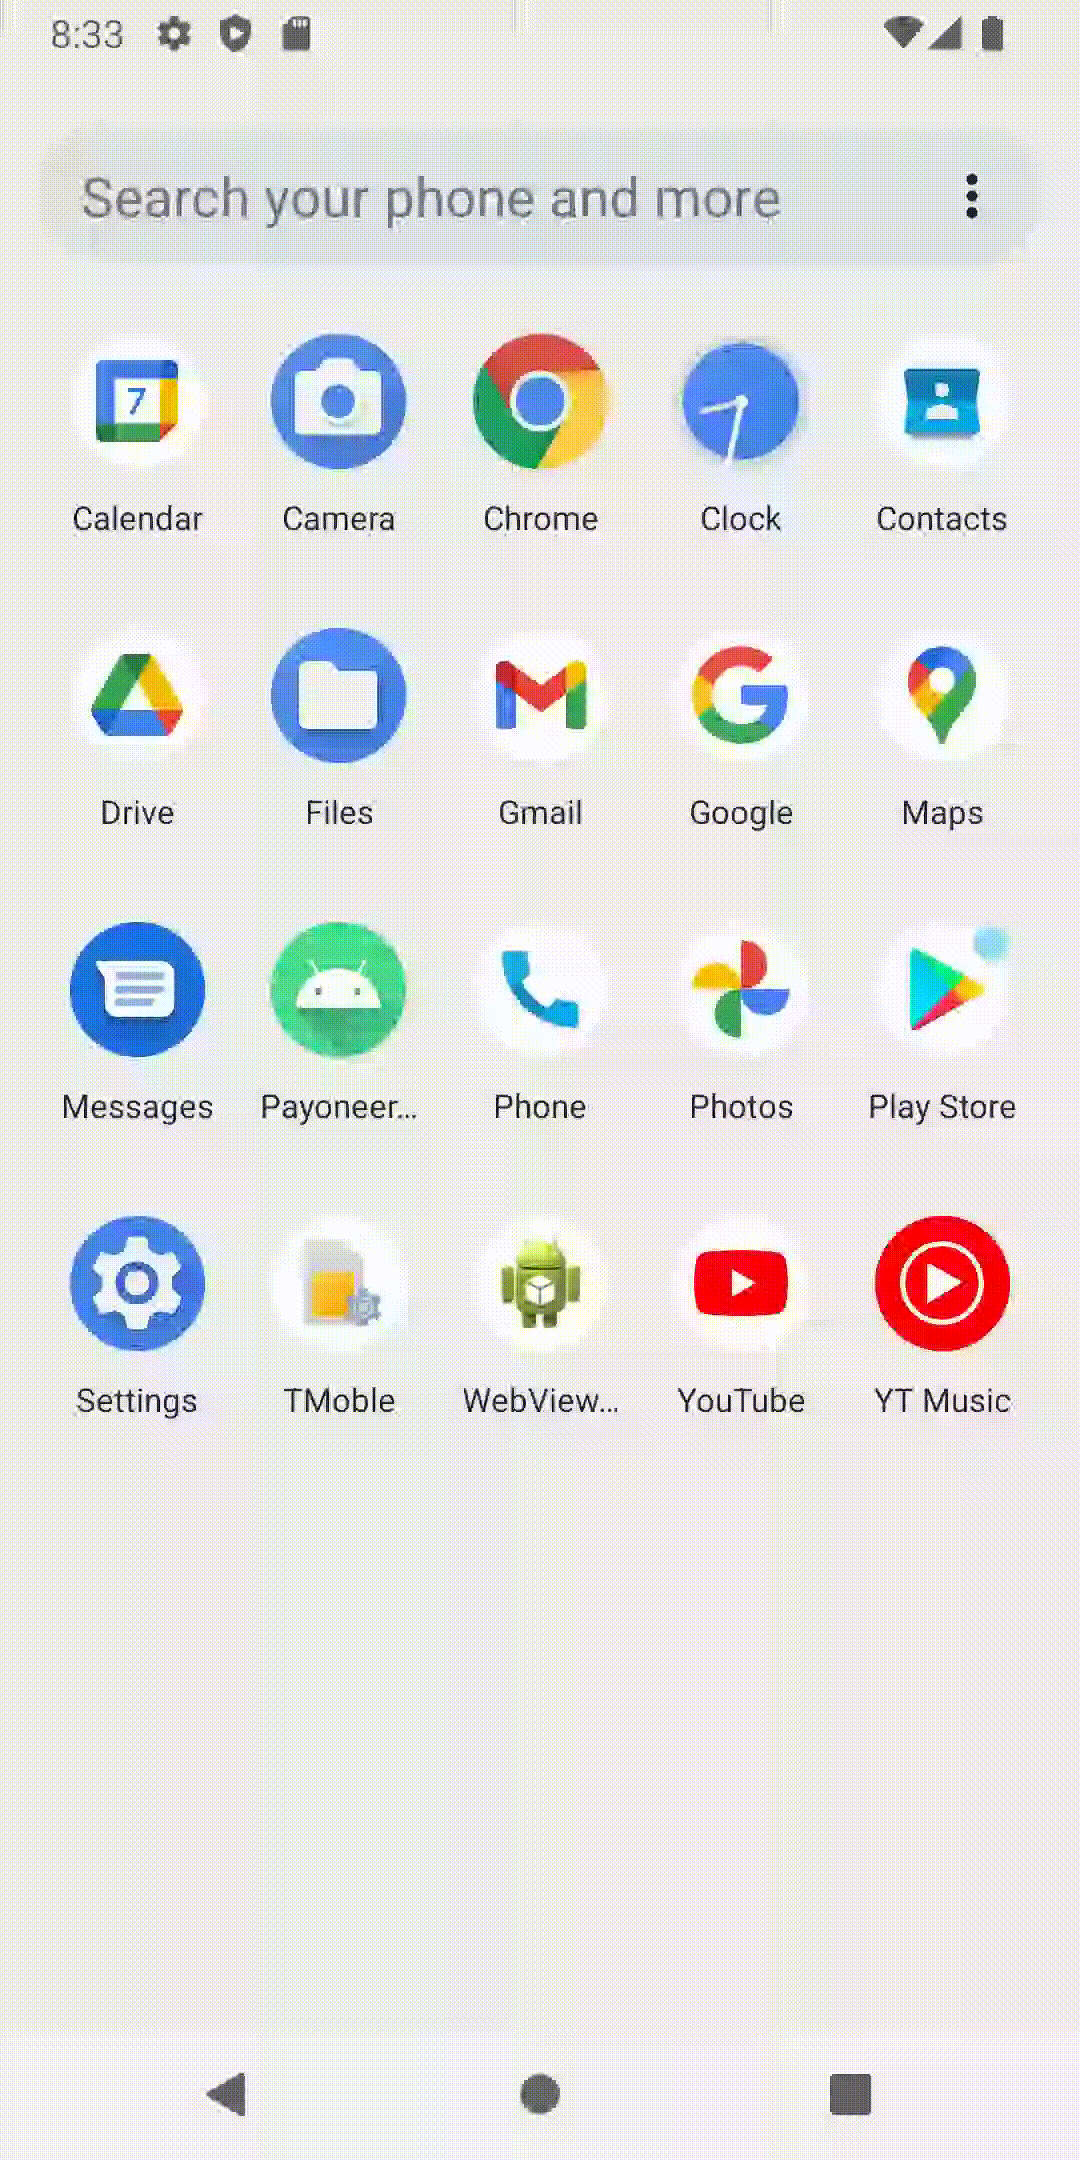 8:33
Search your phone and more
7
Calendar Camera Chrome Clock Contacts
Drive Files Gmail Google Maps
Messages Payoneer... Phone Photos Play Store
Settings TMoble WebView... YouTube YT Music